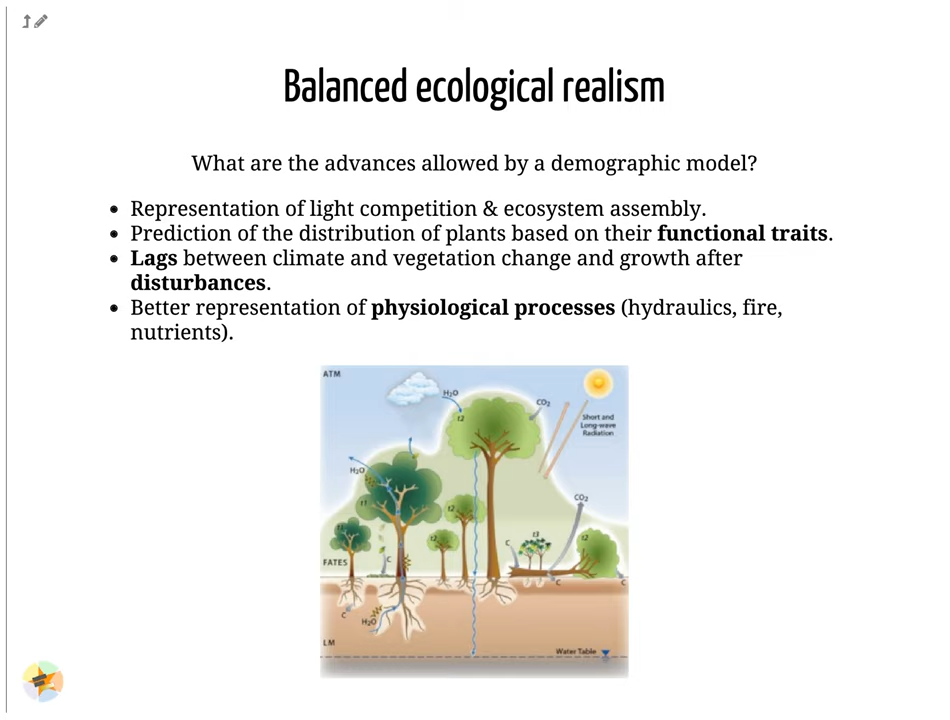 Balanced ecological realism
What are the advances allowed by a demographic model?
Representation of light competition & ecosystem assembly.
Prediction of the distribution of plants based on their functional traits.
Lags between climate and vegetation change and growth after
disturbances.
Better representation of physiological processes (hydraulics, fire,
nutrients).
ATM
H₂O
CO₂
t2
Short and
Long-wave
Radiation
H₂O
CO₂
t1
t2
t1
t2
C
t3
t2
FATES
C
C
C
C
H₂O
LM
Water Table